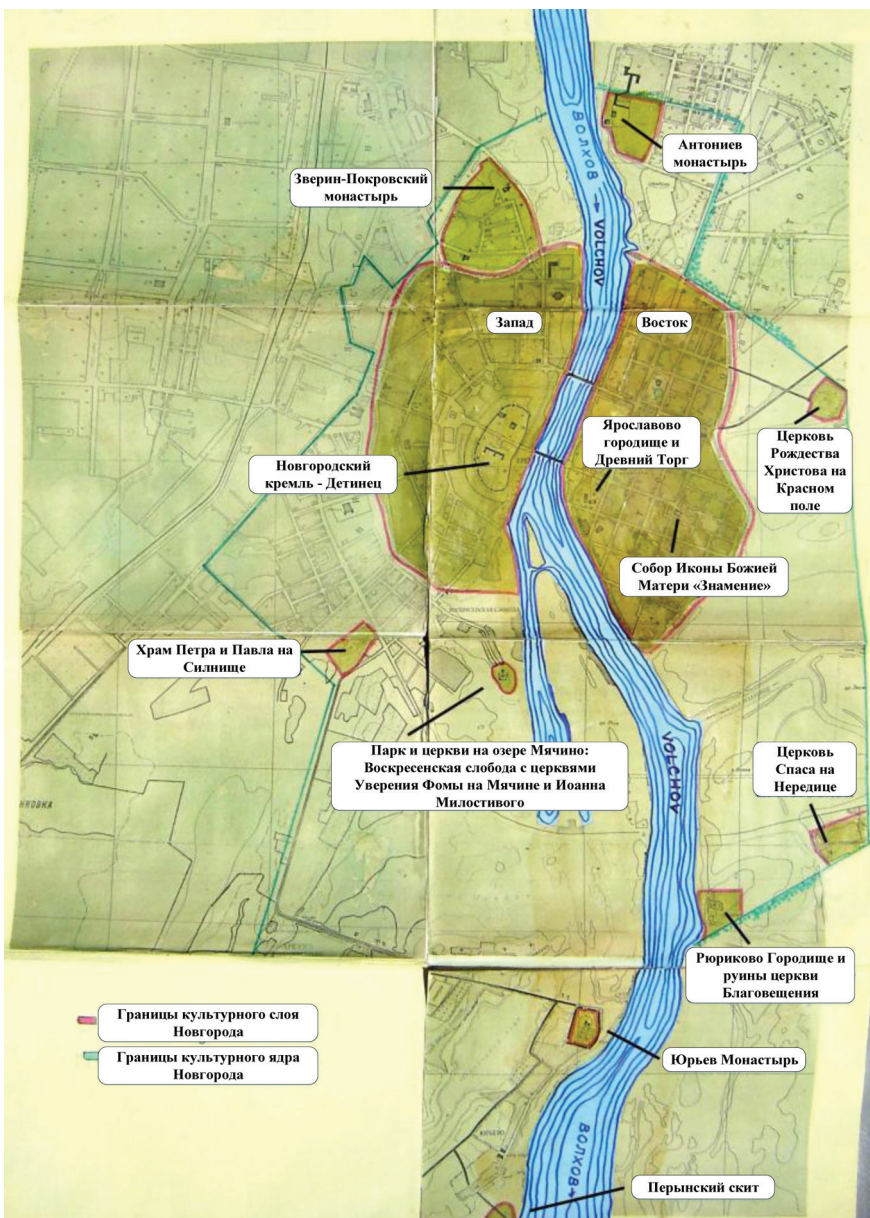 ВОЛХОВ
Антониев
монастырь
Зверин-Покровский
монастырь
VOLCHOV
Запад
Восток
Ярославово
городище и
Древний Торг
Церковь
Рождества
Христова на
Красном
поле
Новгородский
кремль - Детинец
Собор Иконы Божией
Матери «Знамение»
Храм Петра и Павла на
Силнище
Парк и церкви на озере Мячино:
Воскресенская слобода с церквями
Уверения Фомы на Мячине и Иоанна
Милостивого
VOLCHOV
Церковь
Спаса на
Нередице
НКОВКА
Рюриково Городище и
руины церкви
Благовещения
Границы культурного слоя
Новгорода
Границы культурного ядра
Новгорода
Юрьев Монастырь
ЮРЬЕВО
ВОЛХОВ
Перынский скит